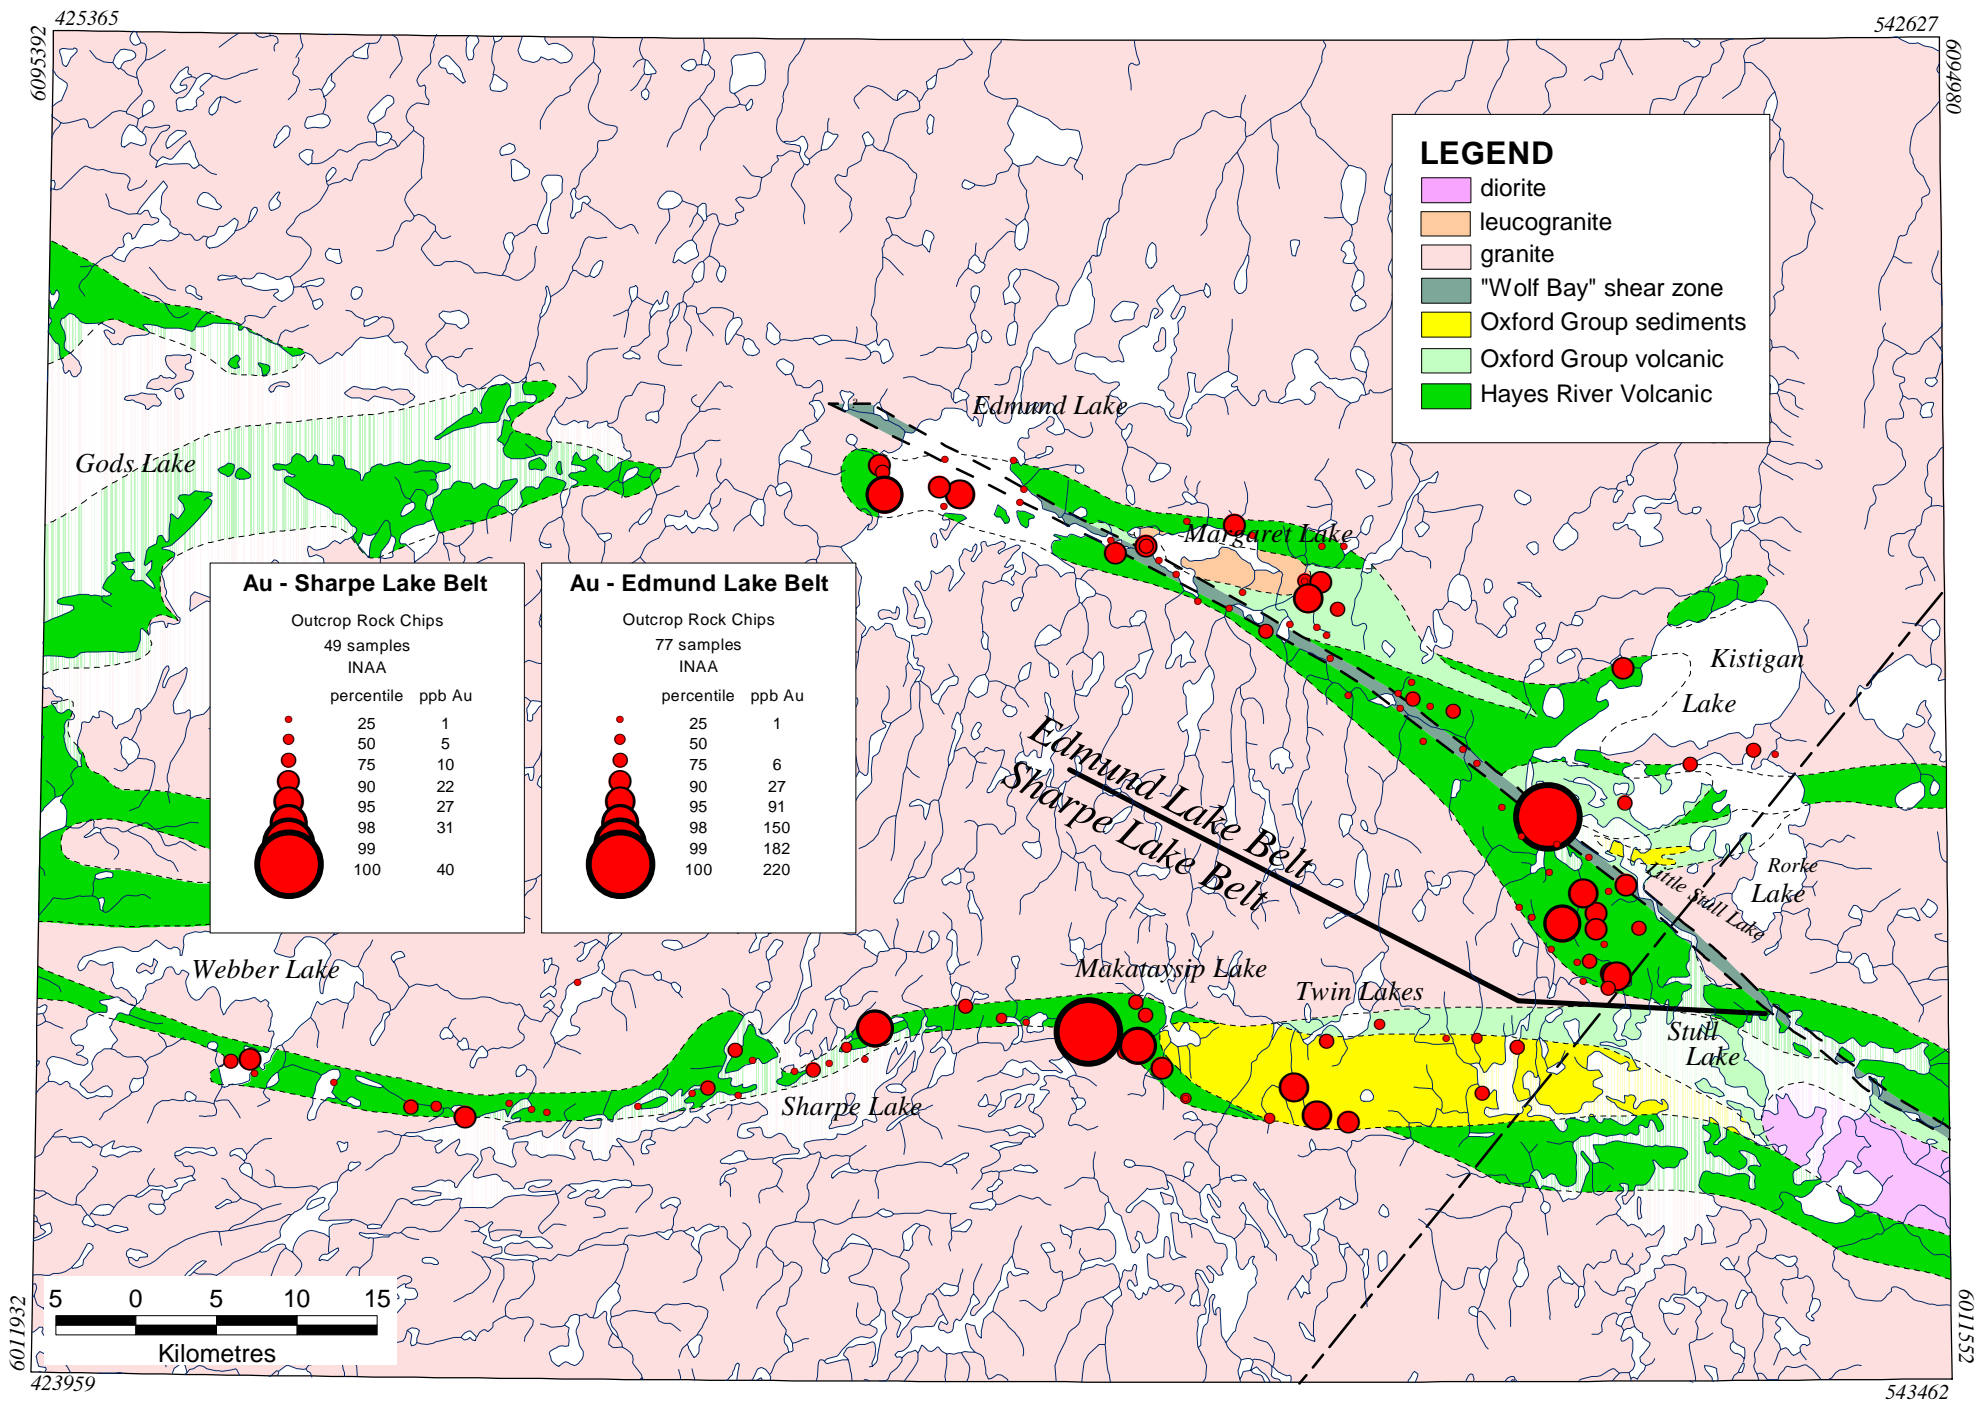 425365
542627
6095392
6094980
LEGEND
diorite
leucogranite
granite
"Wolf Bay" shear zone
Oxford Group sediments
Oxford Group volcanic
Hayes River Volcanic
Edmund Lake
Gods Lake
Margaret Lake
Kistigan
Lake
Au - Sharpe Lake Belt
Outcrop Rock Chips
49 samples
INAA
percentile ppb Au
25 1
50 5
75 10
90 22
95 27
98 31
99
100 40
Au - Edmund Lake Belt
Outcrop Rock Chips
77 samples
INAA
percentile ppb Au
25 1
50
75 6
90 27
95 91
98 150
99 182
100 220
Edmund Lake Belt
Sharpe Lake Belt
Rorke
Lake
Little Stull Lake
Webber Lake
Makataysip Lake
Twin Lakes
Stull
Lake
Sharpe Lake
5 0 5 10 15
Kilometres
6011932
6011552
423959
543462